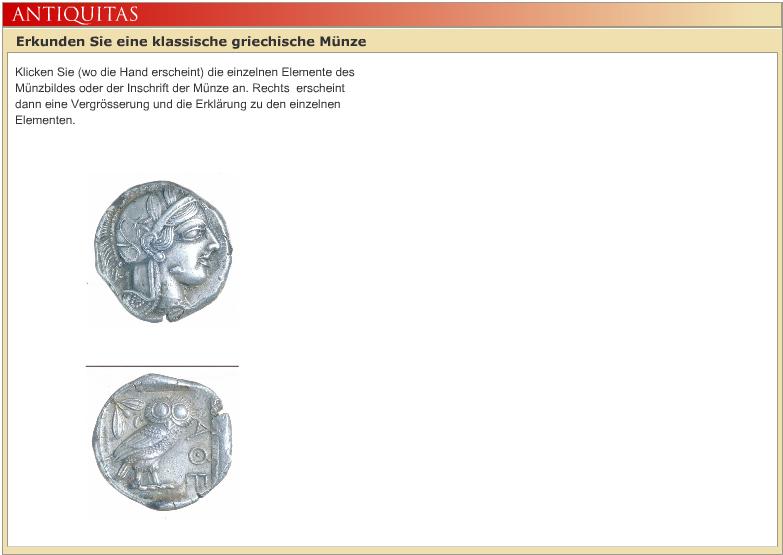 ANTIQUITAS
Erkunden Sie eine klassische griechische Münze
Klicken Sie (wo die Hand erscheint) die einzelnen Elemente des
Münzbildes oder der Inschrift der Münze an. Rechts erscheint
dann eine Vergrösserung und die Erklärung zu den einzelnen
Elementen.
Α
Θ
Ε